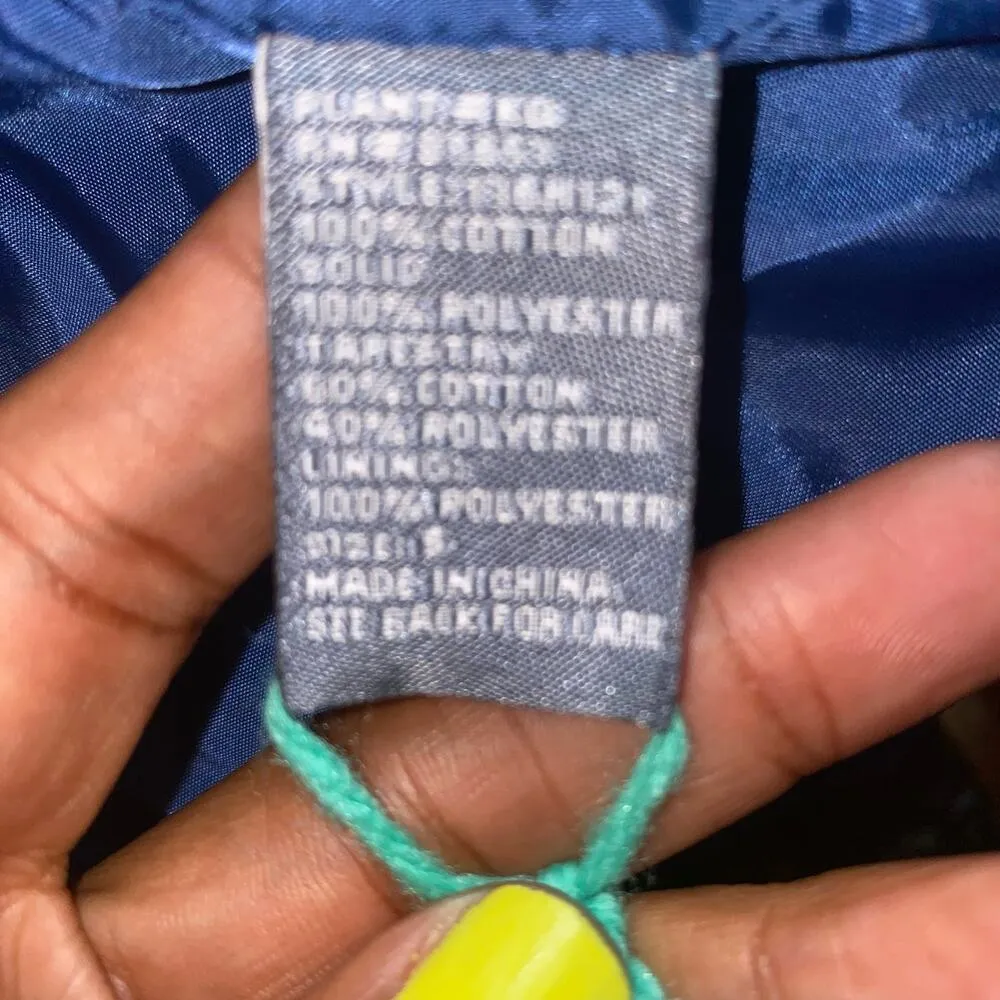 100% COTTON
SOLID
100% POLYESTER
TAPESTRY
60% COTTON
40% POLYESTER
LINING:
100% POLYESTER
SIZE: S
MADE IN CHINA
SEE BACK FOR CARE